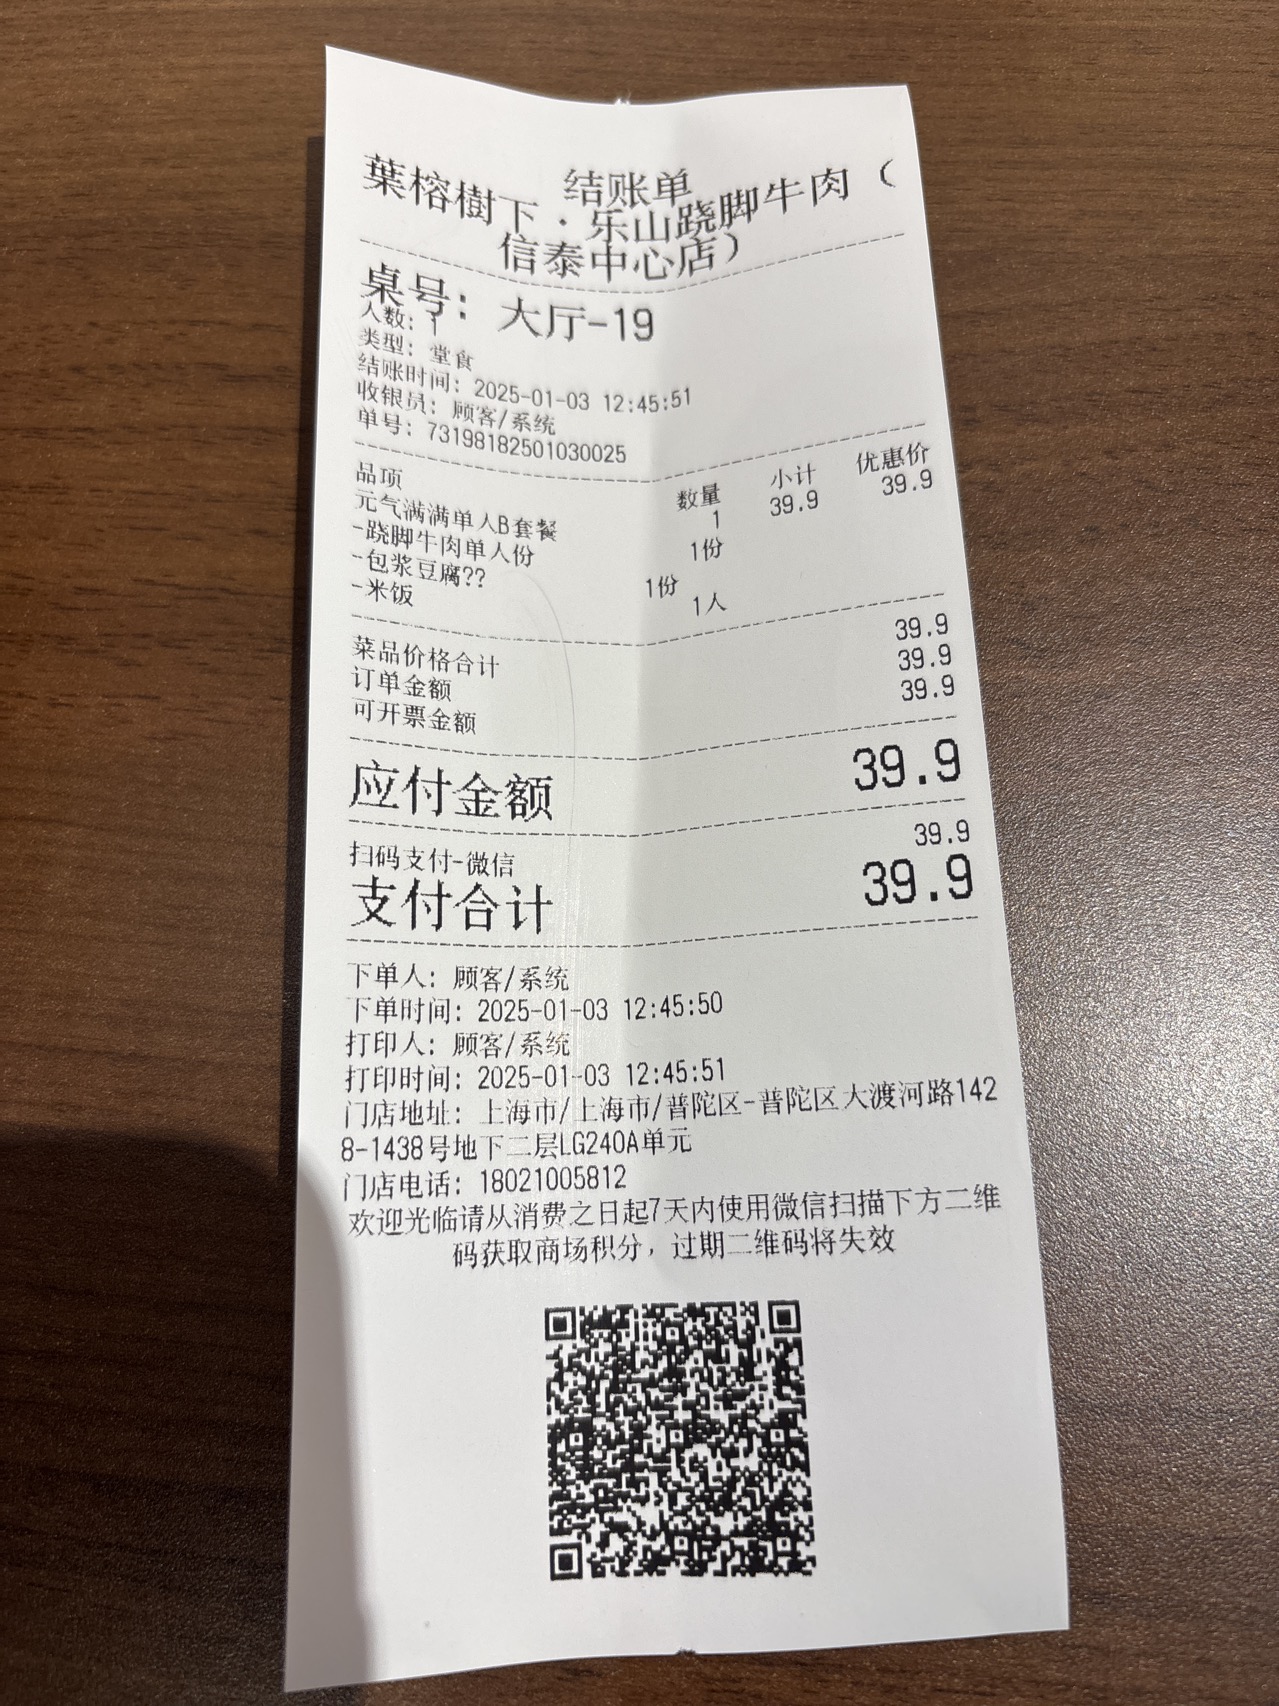 结账单
葉榕樹下·乐山跷脚牛肉（
信泰中心店）
桌号：大厅-19
人数：1
类型：堂食
结账时间：2025-01-03 12:45:51
收银员：顾客/系统
单号：73198182501030025
品项 数量 小计 优惠价
元气满满单人B套餐 1 39.9 39.9
-跷脚牛肉单人份 1份
-包浆豆腐?? 1份
-米饭 1人
菜品价格合计 39.9
订单金额 39.9
可开票金额 39.9
应付金额 39.9
扫码支付-微信 39.9
支付合计 39.9
下单人：顾客/系统
下单时间：2025-01-03 12:45:50
打印人：顾客/系统
打印时间：2025-01-03 12:45:51
门店地址：上海市/上海市/普陀区-普陀区大渡河路142
8-1438号地下二层LG240A单元
门店电话：18021005812
欢迎光临请从消费之日起7天内使用微信扫描下方二维
码获取商场积分，过期二维码将失效